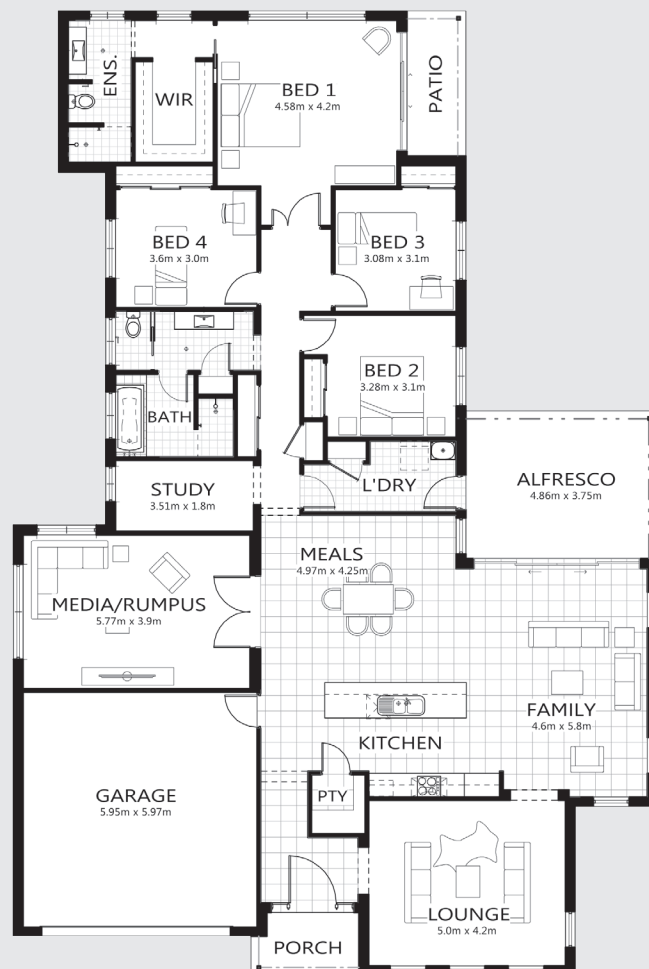 ENS.
WIR
BED 1
4.58m x 4.2m
PATIO
BED 4
3.6m x 3.0m
BED 3
3.08m x 3.1m
BED 2
3.28m x 3.1m
BATH
L'DRY
STUDY
3.51m x 1.8m
ALFRESCO
4.86m x 3.75m
MEALS
4.97m x 4.25m
MEDIA/RUMPUS
5.77m x 3.9m
FAMILY
4.6m x 5.8m
KITCHEN
GARAGE
5.95m x 5.97m
PTY
LOUNGE
5.0m x 4.2m
PORCH